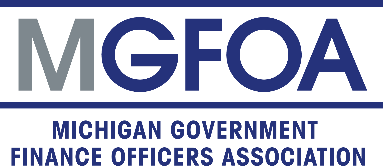 MGFOA
MICHIGAN GOVERNMENT
FINANCE OFFICERS ASSOCIATION